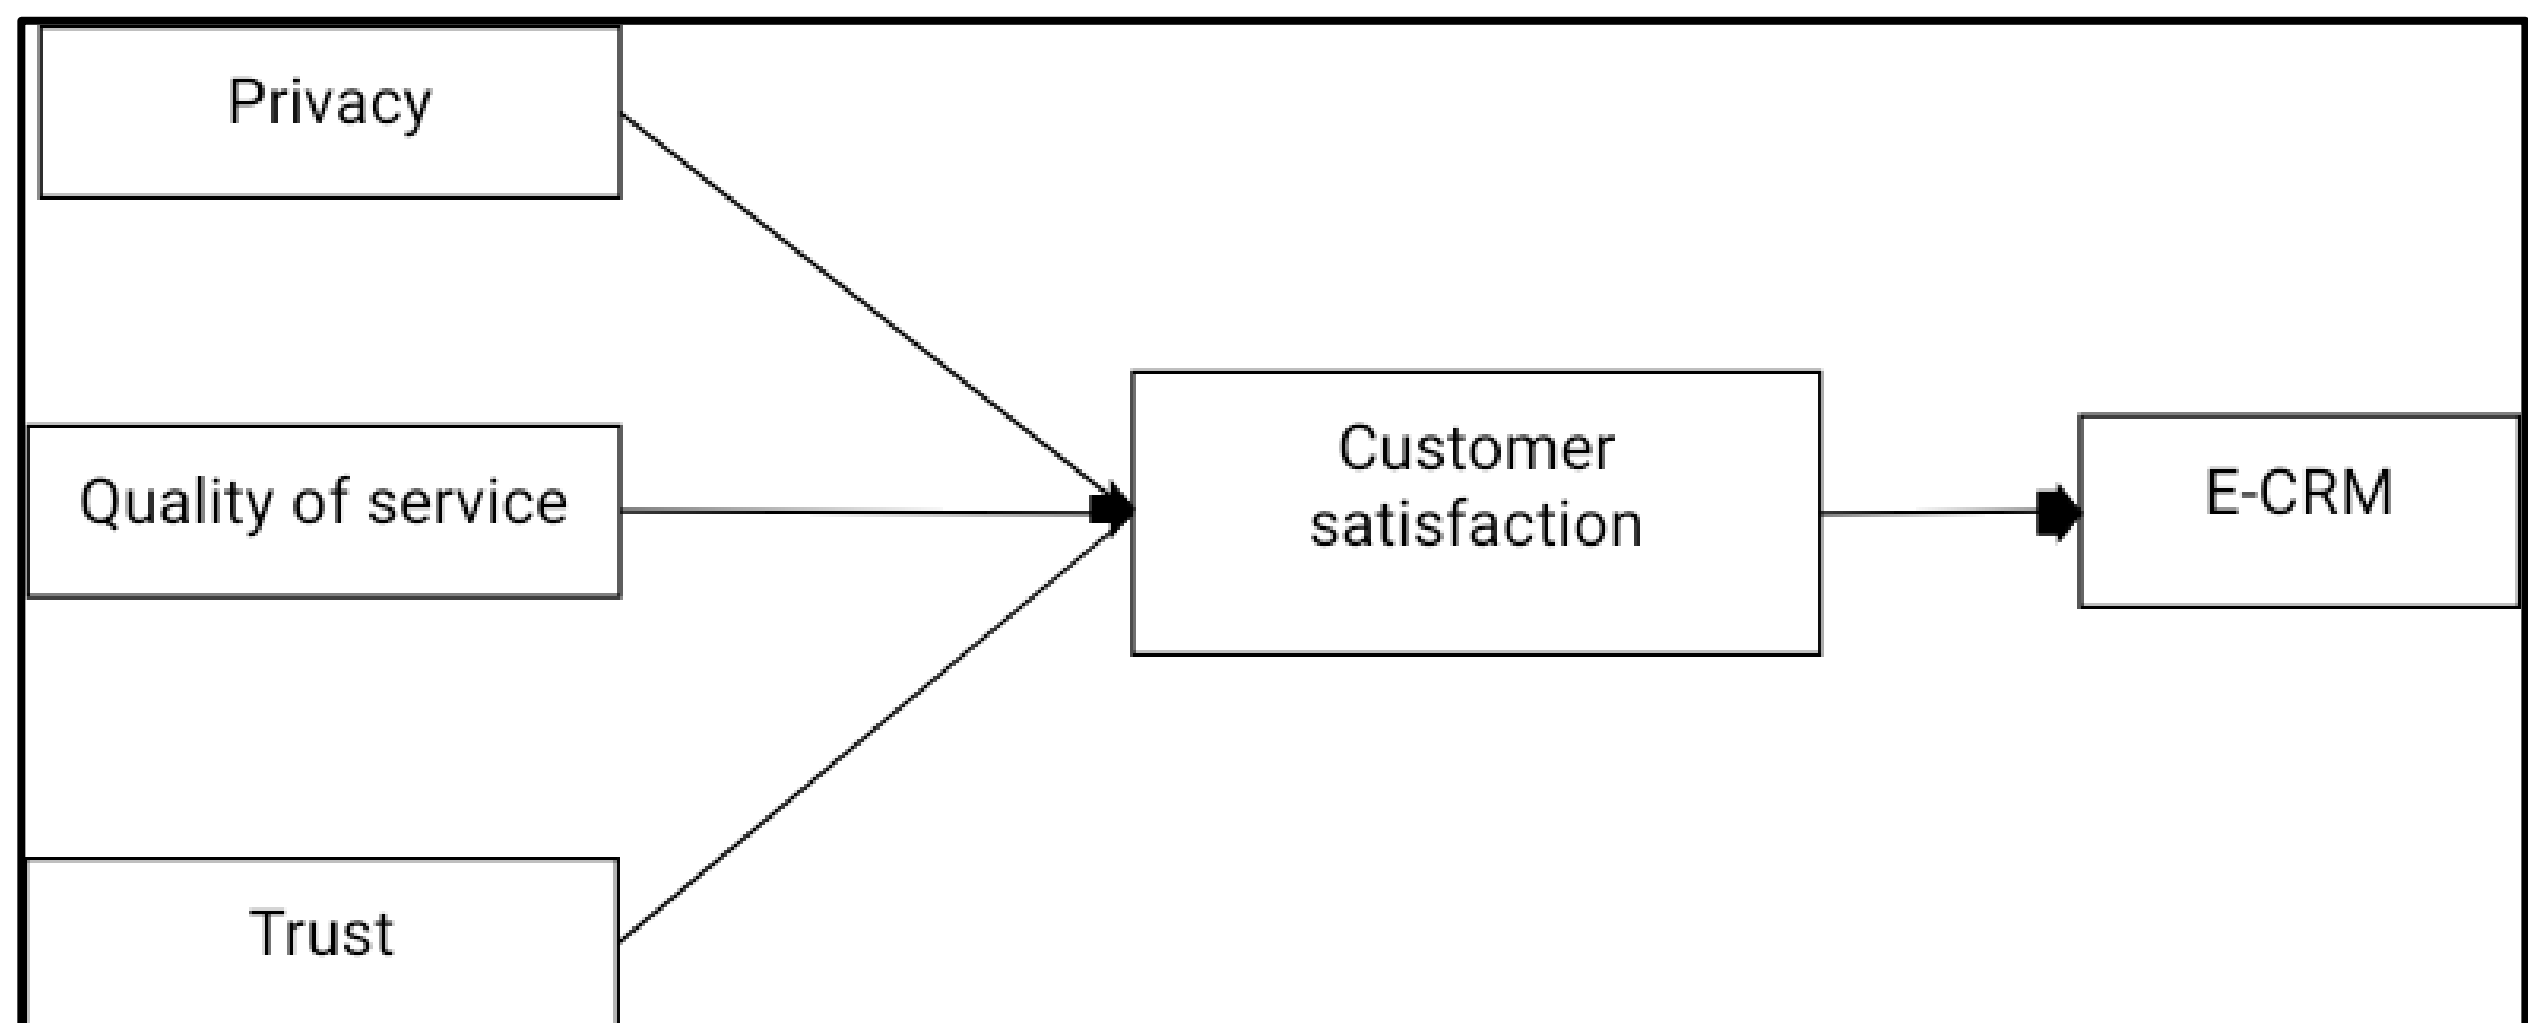 Privacy
Quality of service
Customer
satisfaction
E-CRM
Trust